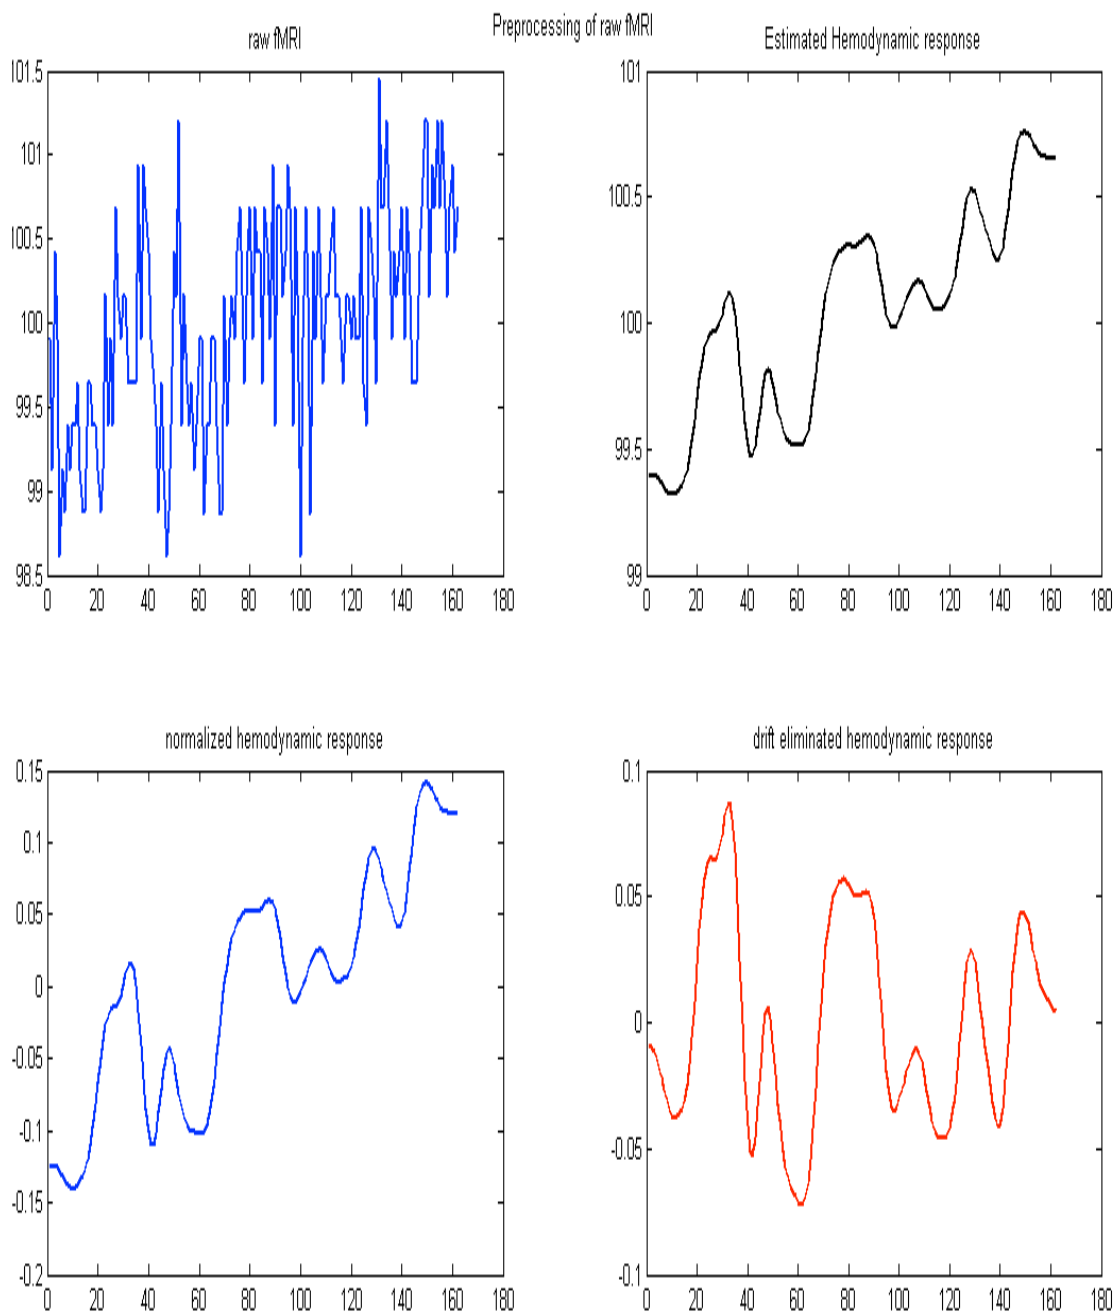 Preprocessing of raw fMRI
raw fMRI
101.5
101
100.5
100
99.5
99
98.5
0 20 40 60 80 100 120 140 160 180
Estimated Hemodynamic response
101
100.5
100
99.5
99
0 20 40 60 80 100 120 140 160 180
normalized hemodynamic response
0.15
0.1
0.05
0
-0.05
-0.1
-0.15
-0.2
0 20 40 60 80 100 120 140 160 180
drift eliminated hemodynamic response
0.1
0.05
0
-0.05
-0.1
0 20 40 60 80 100 120 140 160 180